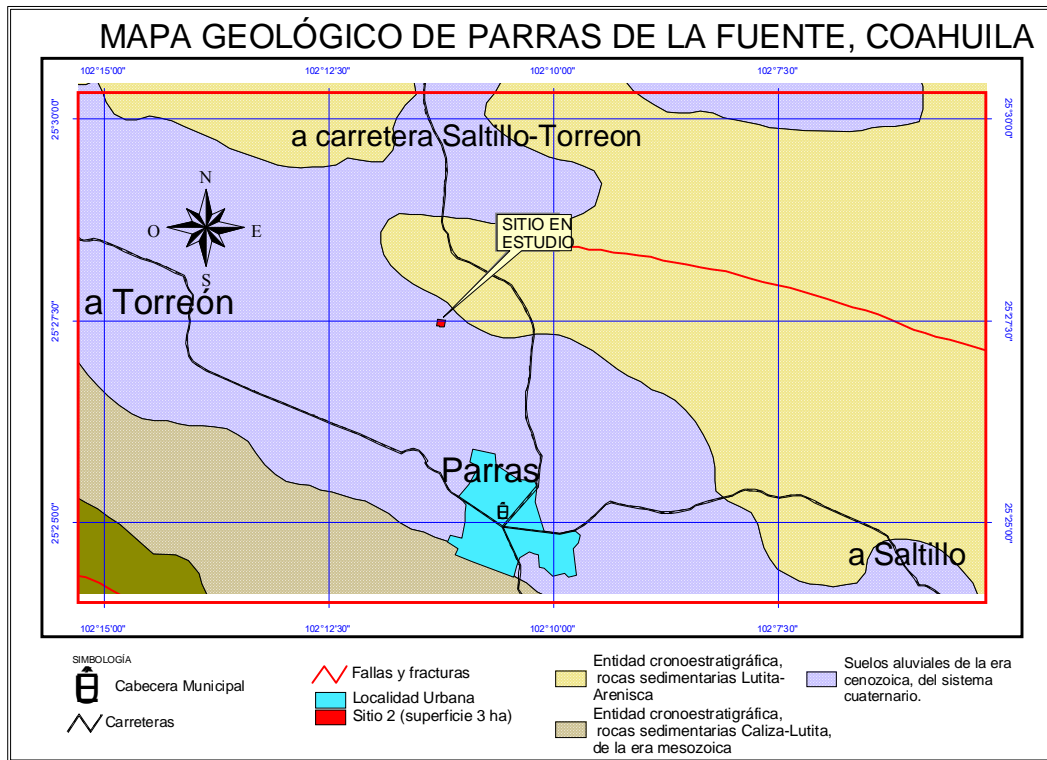 MAPA GEOLÓGICO DE PARRAS DE LA FUENTE, COAHUILA
102°15'00"
102°12'30"
102°10'00"
102°7'30"
25°30'00"
25°30'00"
a carretera Saltillo-Torreon
N
O
E
S
SITIO EN
ESTUDIO
a Torreón
25°27'30"
25°27'30"
Parras
25°25'00"
25°25'00"
a Saltillo
102°15'00"
102°12'30"
102°10'00"
102°7'30"
SIMBOLOGÍA
Cabecera Municipal
Carreteras
Fallas y fracturas
Localidad Urbana
Sitio 2 (superficie 3 ha)
Entidad cronoestratigráfica,
rocas sedimentarias Lutita-
Arenisca
Entidad cronoestratigráfica,
rocas sedimentarias Caliza-Lutita,
de la era mesozoica
Suelos aluviales de la era
cenozoica, del sistema
cuaternario.